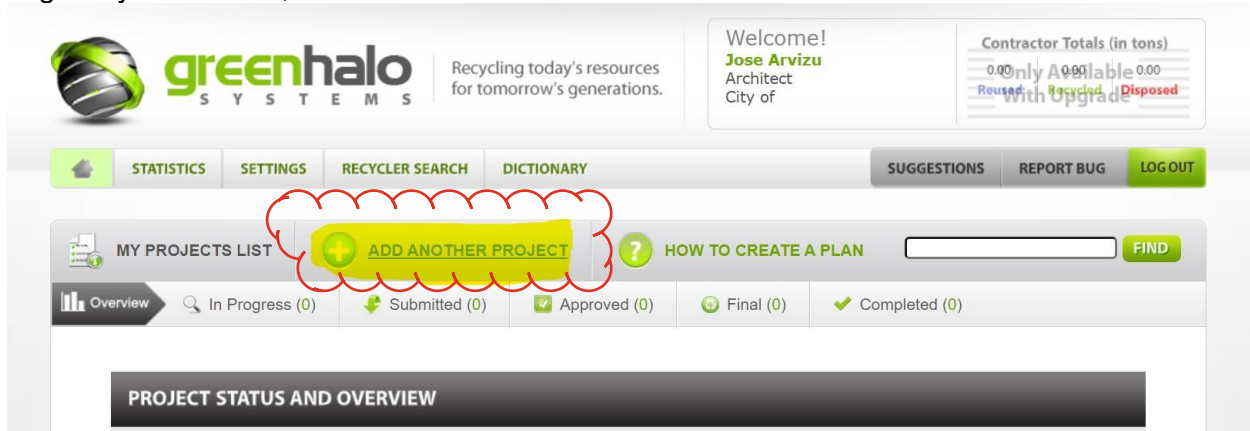 greenhalo
SYSTEMS
Recycling today's resources
for tomorrow's generations.
Welcome!
Jose Arvizu
Architect
City of
Contractor Totals (in tons)
0.00 0.00 0.00
Only Available
Reused Recycled Disposed
With Upgrade
STATISTICS SETTINGS RECYCLER SEARCH DICTIONARY SUGGESTIONS REPORT BUG LOG OUT
MY PROJECTS LIST ADD ANOTHER PROJECT ? HOW TO CREATE A PLAN FIND
Overview In Progress (0) Submitted (0) Approved (0) Final (0) Completed (0)
PROJECT STATUS AND OVERVIEW